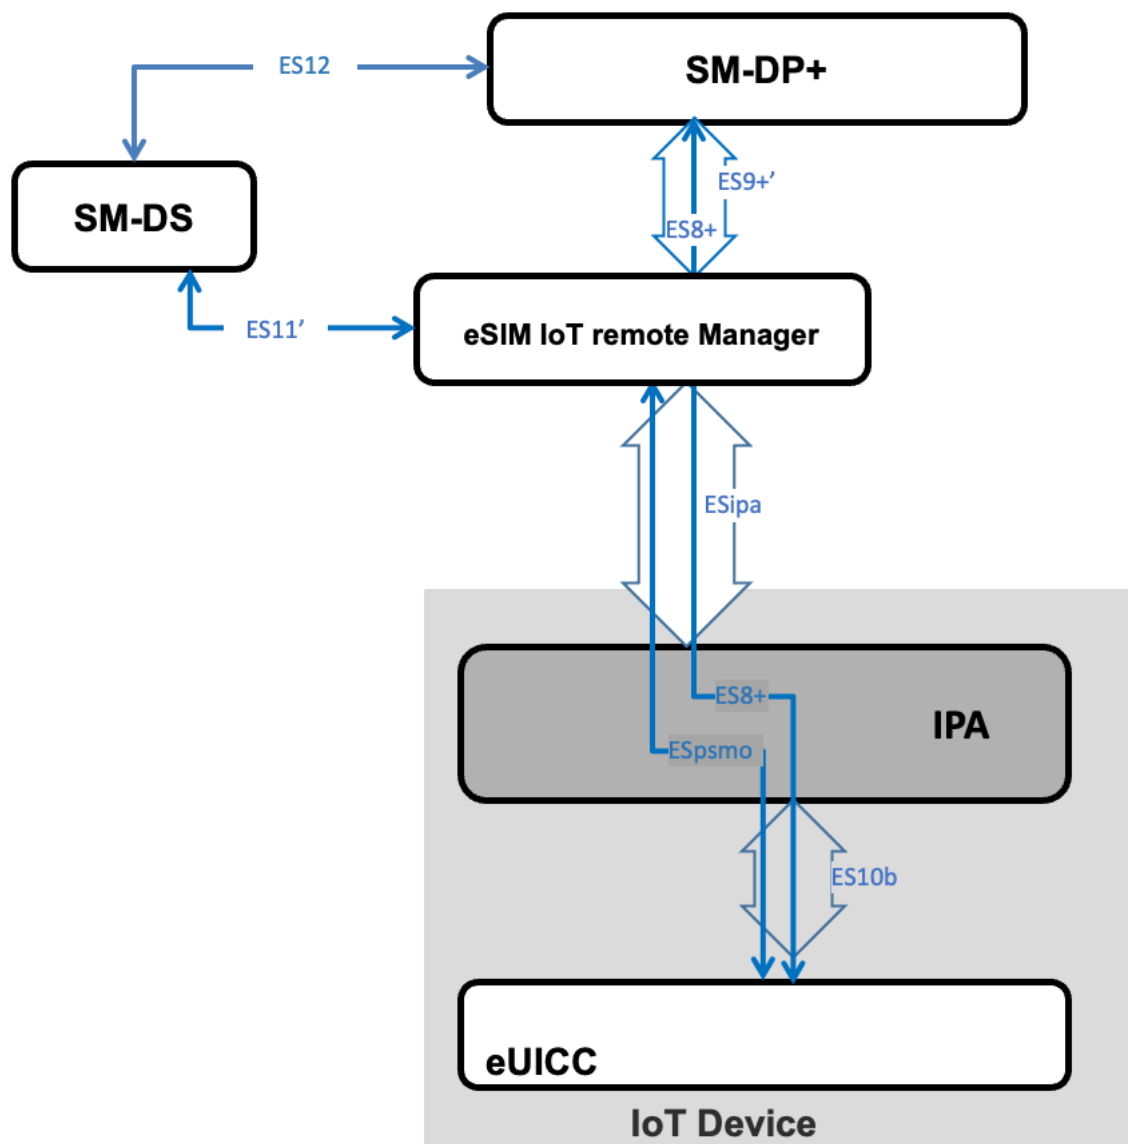 ES12
SM-DP+
ES9+’
SM-DS
ES8+
ES11’
eSIM IoT remote Manager
ESipa
ES8+
IPA
ESpsmo
ES10b
eUICC
IoT Device